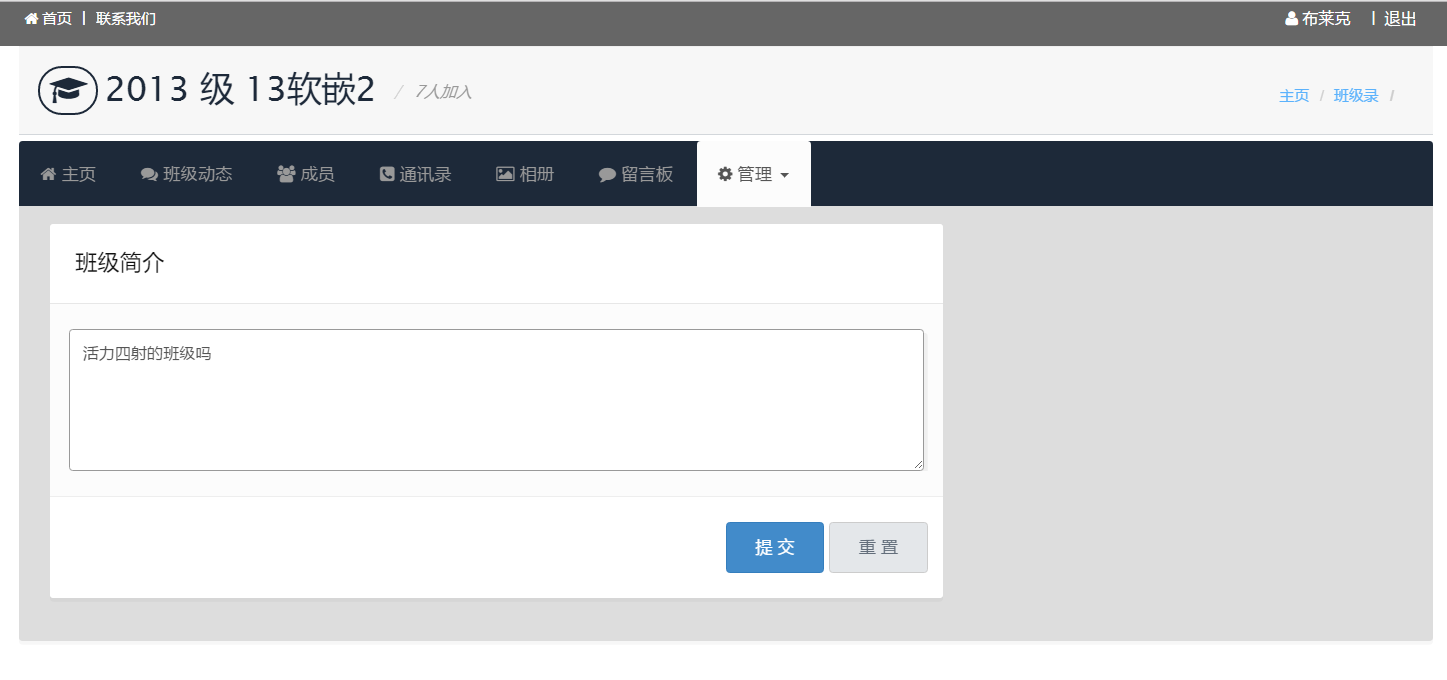 首页 | 联系我们 布莱克 | 退出
2013 级 13软嵌2 / 7人加入 主页 / 班级录 /
主页 班级动态 成员 通讯录 相册 留言板 管理
班级简介
活力四射的班级吗
提 交 重 置